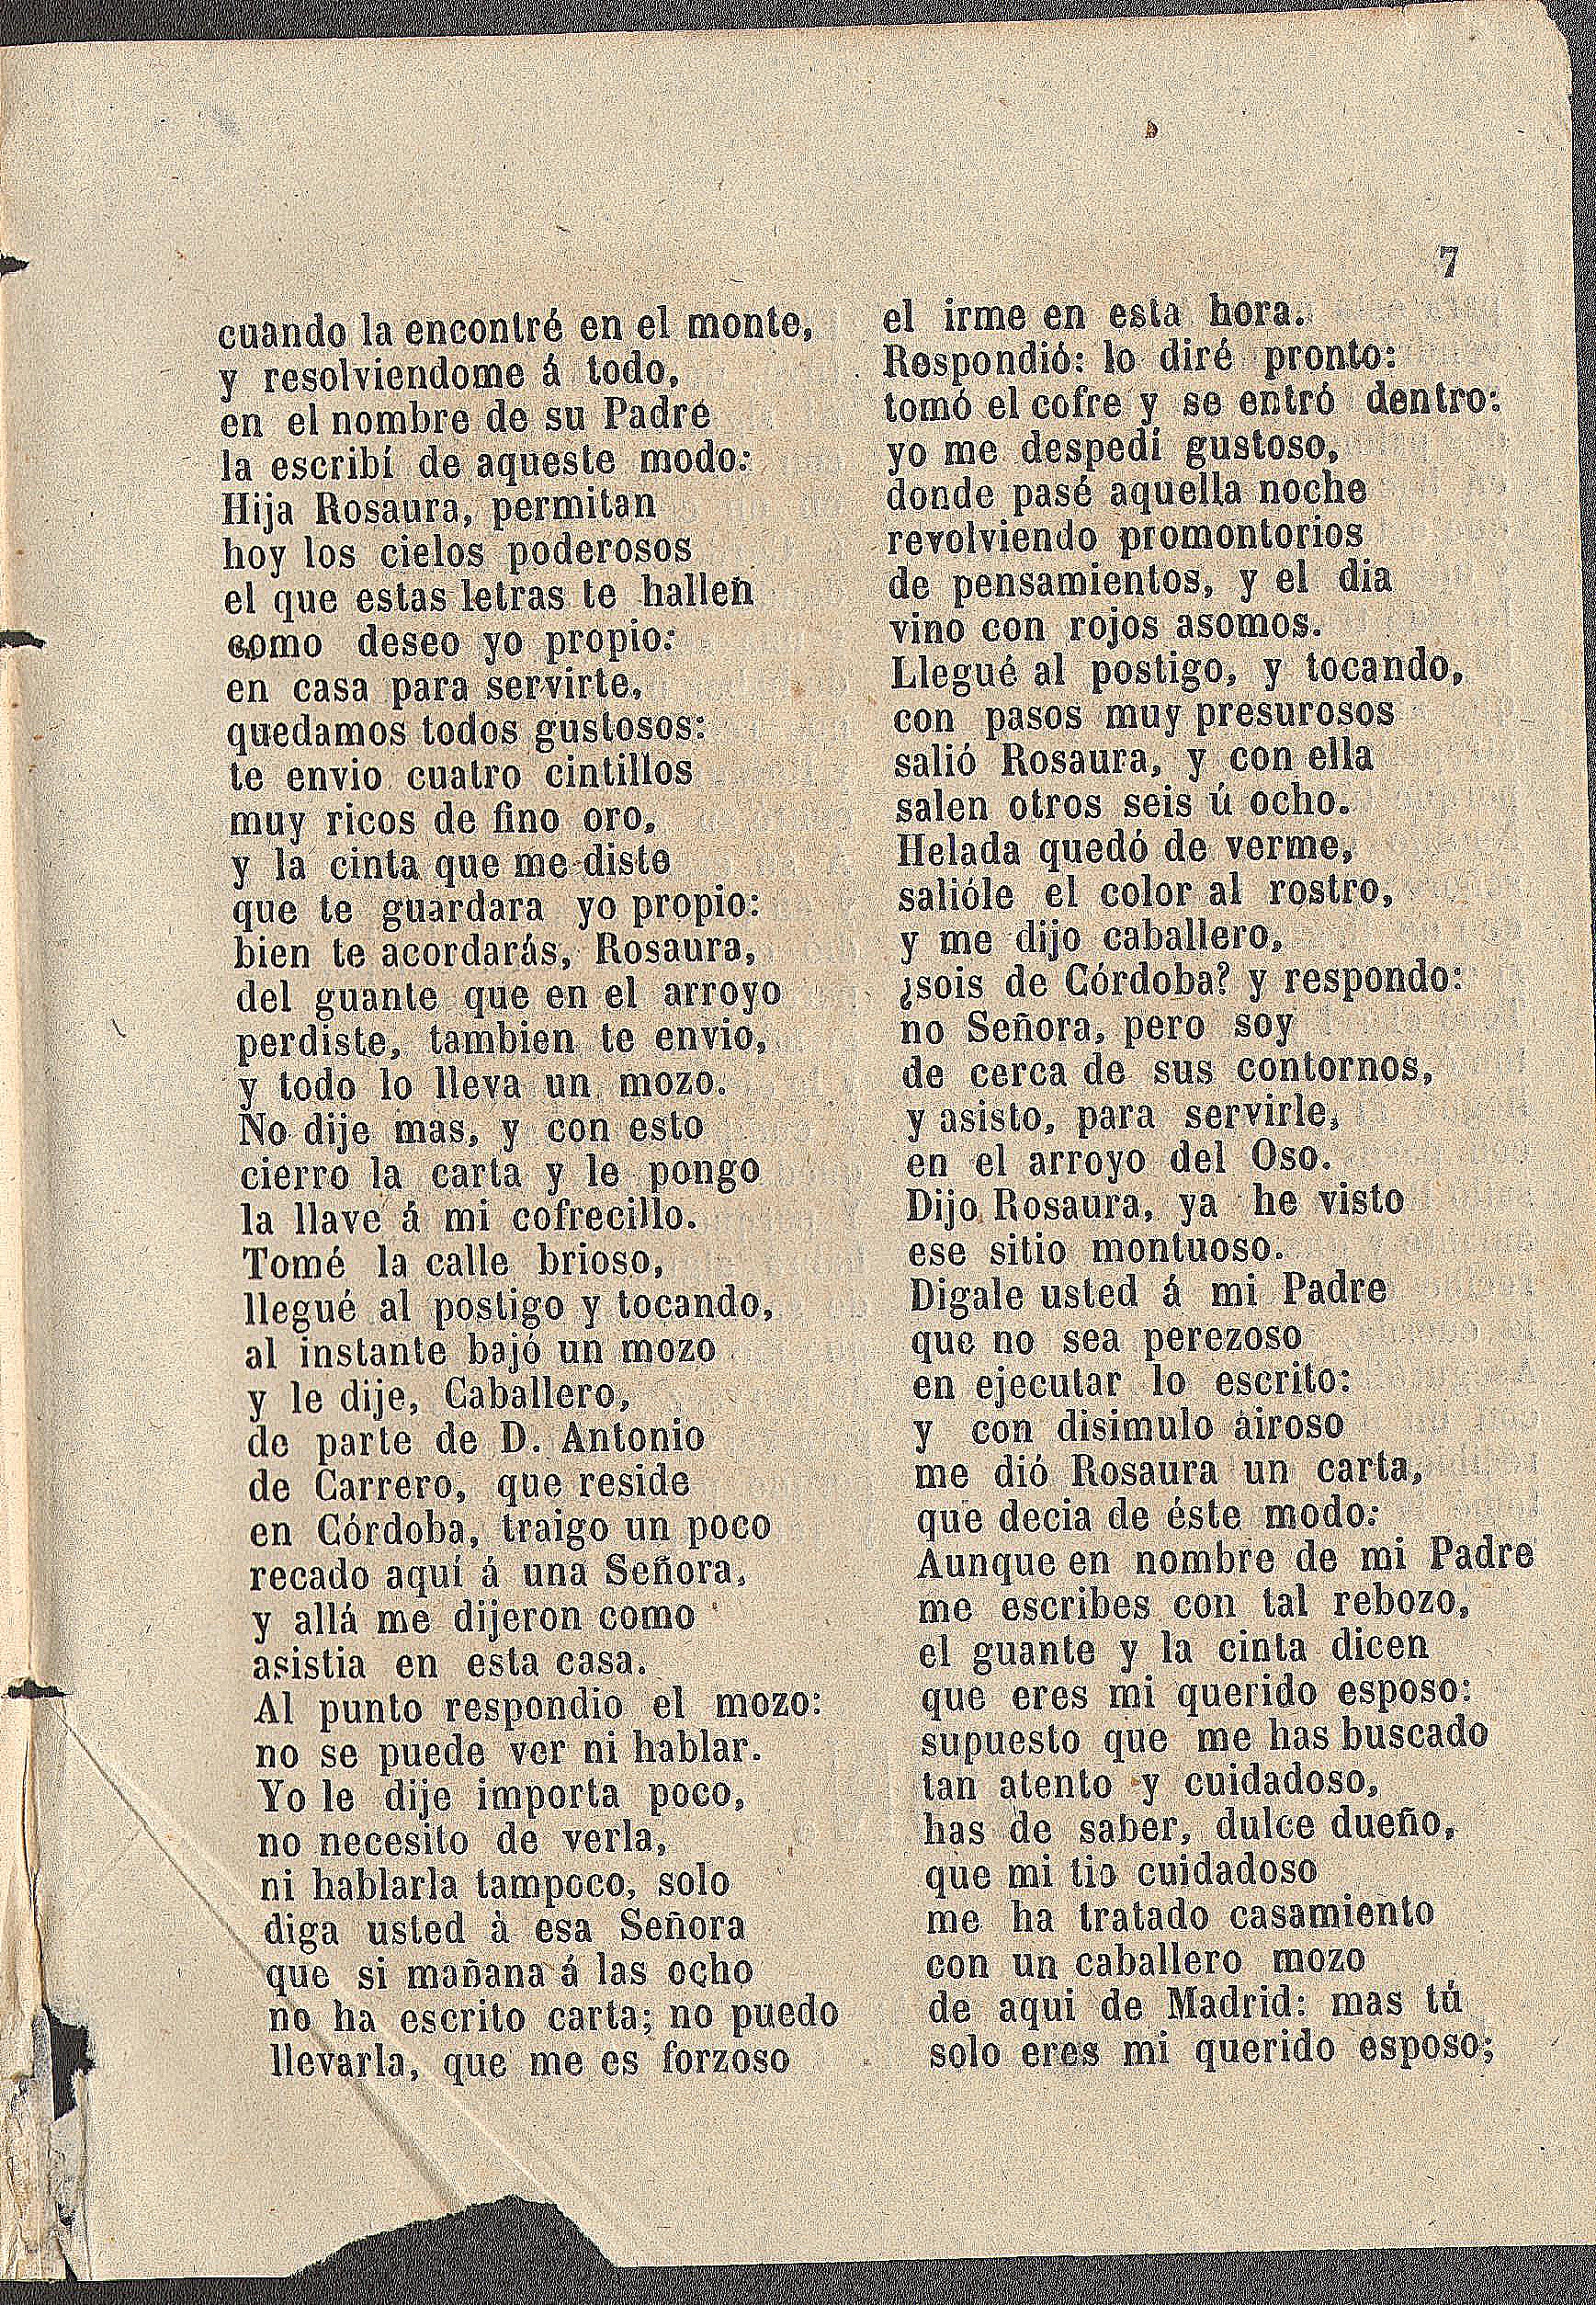 7
cuando la encontré en el monte,
y resolviendome á todo,
en el nombre de su Padre
la escribí de aqueste modo:
Hija Rosaura, permitan
hoy los cielos poderosos
el que estas letras te hallen
como deseo yo propio:
en casa para servirte,
quedamos todos gustosos:
te envio cuatro cintillos
muy ricos de fino oro,
y la cinta que me diste
que te guardara yo propio:
bien te acordarás, Rosaura,
del guante que en el arroyo
perdiste, tambien te envio,
y todo lo lleva un mozo.
No dije mas, y con esto
cierro la carta y le pongo
la llave á mi cofrecillo.
Tomé la calle brioso,
llegué al postigo y tocando,
al instante bajó un mozo
y le dije, Caballero,
de parte de D. Antonio
de Carrero, que reside
en Córdoba, traigo un poco
recado aquí á una Señora,
y allá me dijeron como
asistia en esta casa.
Al punto respondio el mozo:
no se puede ver ni hablar.
Yo le dije importa poco,
no necesito de verla,
ni hablarla tampoco, solo
diga usted à esa Señora
que si mañana á las ocho
no ha escrito carta; no puedo
llevarla, que me es forzoso
el irme en esta hora.
Respondió: lo diré pronto:
tomó el cofre y se entró dentro:
yo me despedí gustoso,
donde pasé aquella noche
revolviendo promontorios
de pensamientos, y el dia
vino con rojos asomos.
Llegué al postigo, y tocando,
con pasos muy presurosos
salió Rosaura, y con ella
salen otros seis ú ocho.
Helada quedó de verme,
salióle el color al rostro,
y me dijo caballero,
¿sois de Córdoba? y respondo:
no Señora, pero soy
de cerca de sus contornos,
y asisto, para servirle,
en el arroyo del Oso.
Dijo Rosaura, ya he visto
ese sitio montuoso.
Digale usted á mi Padre
que no sea perezoso
en ejecutar lo escrito:
y con disimulo airoso
me dió Rosaura un carta,
que decia de éste modo:
Aunque en nombre de mi Padre
me escribes con tal rebozo,
el guante y la cinta dicen
que eres mi querido esposo:
supuesto que me has buscado
tan atento y cuidadoso,
has de saber, dulce dueño,
que mi tio cuidadoso
me ha tratado casamiento
con un caballero mozo
de aqui de Madrid: mas tú
solo eres mi querido esposo;